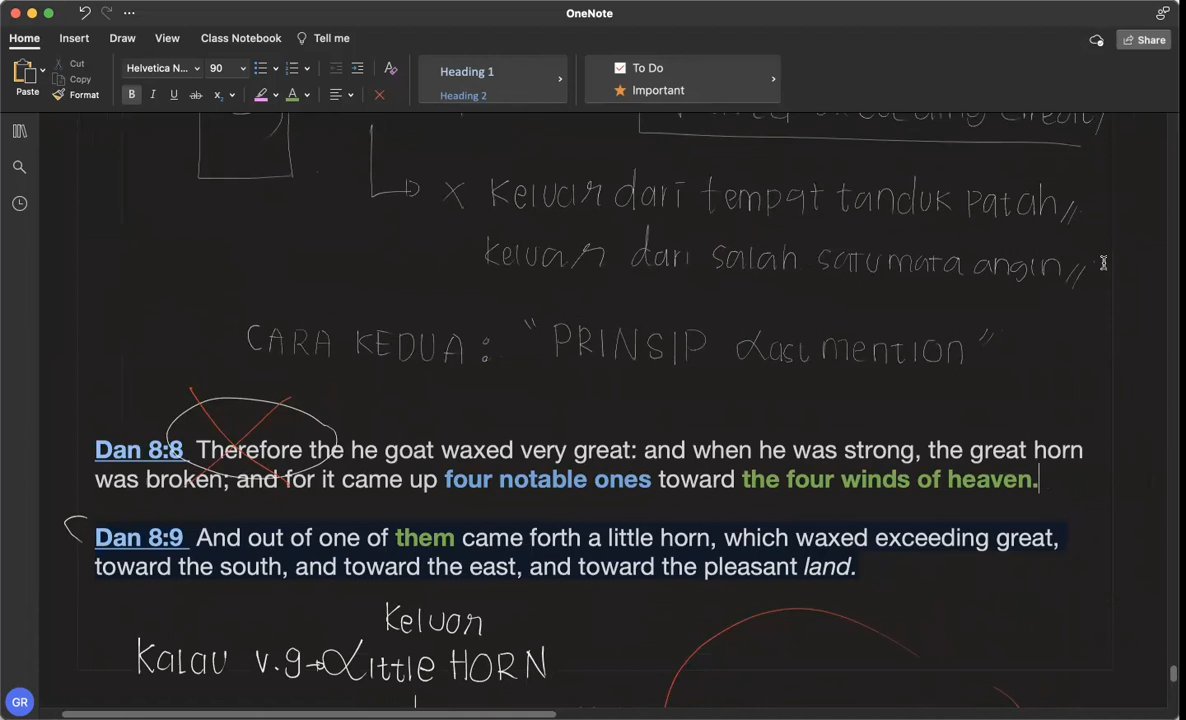 OneNote
Home Insert Draw View Class Notebook Tell me
Share
Paste
Cut
Copy
Format
Helvetica N... 90
B I U ab x
A
Heading 1
Heading 2
To Do
Important
x Keluar dari tempat tanduk patah //
keluar dari salah satu mata angin //
CARA KEDUA : " PRINSIP Last mention "
Dan 8:8 Therefore the he goat waxed very great: and when he was strong, the great horn
was broken; and for it came up four notable ones toward the four winds of heaven.
Dan 8:9 And out of one of them came forth a little horn, which waxed exceeding great,
toward the south, and toward the east, and toward the pleasant land.
Keluar
Kalau v.9 → Little HORN
GR